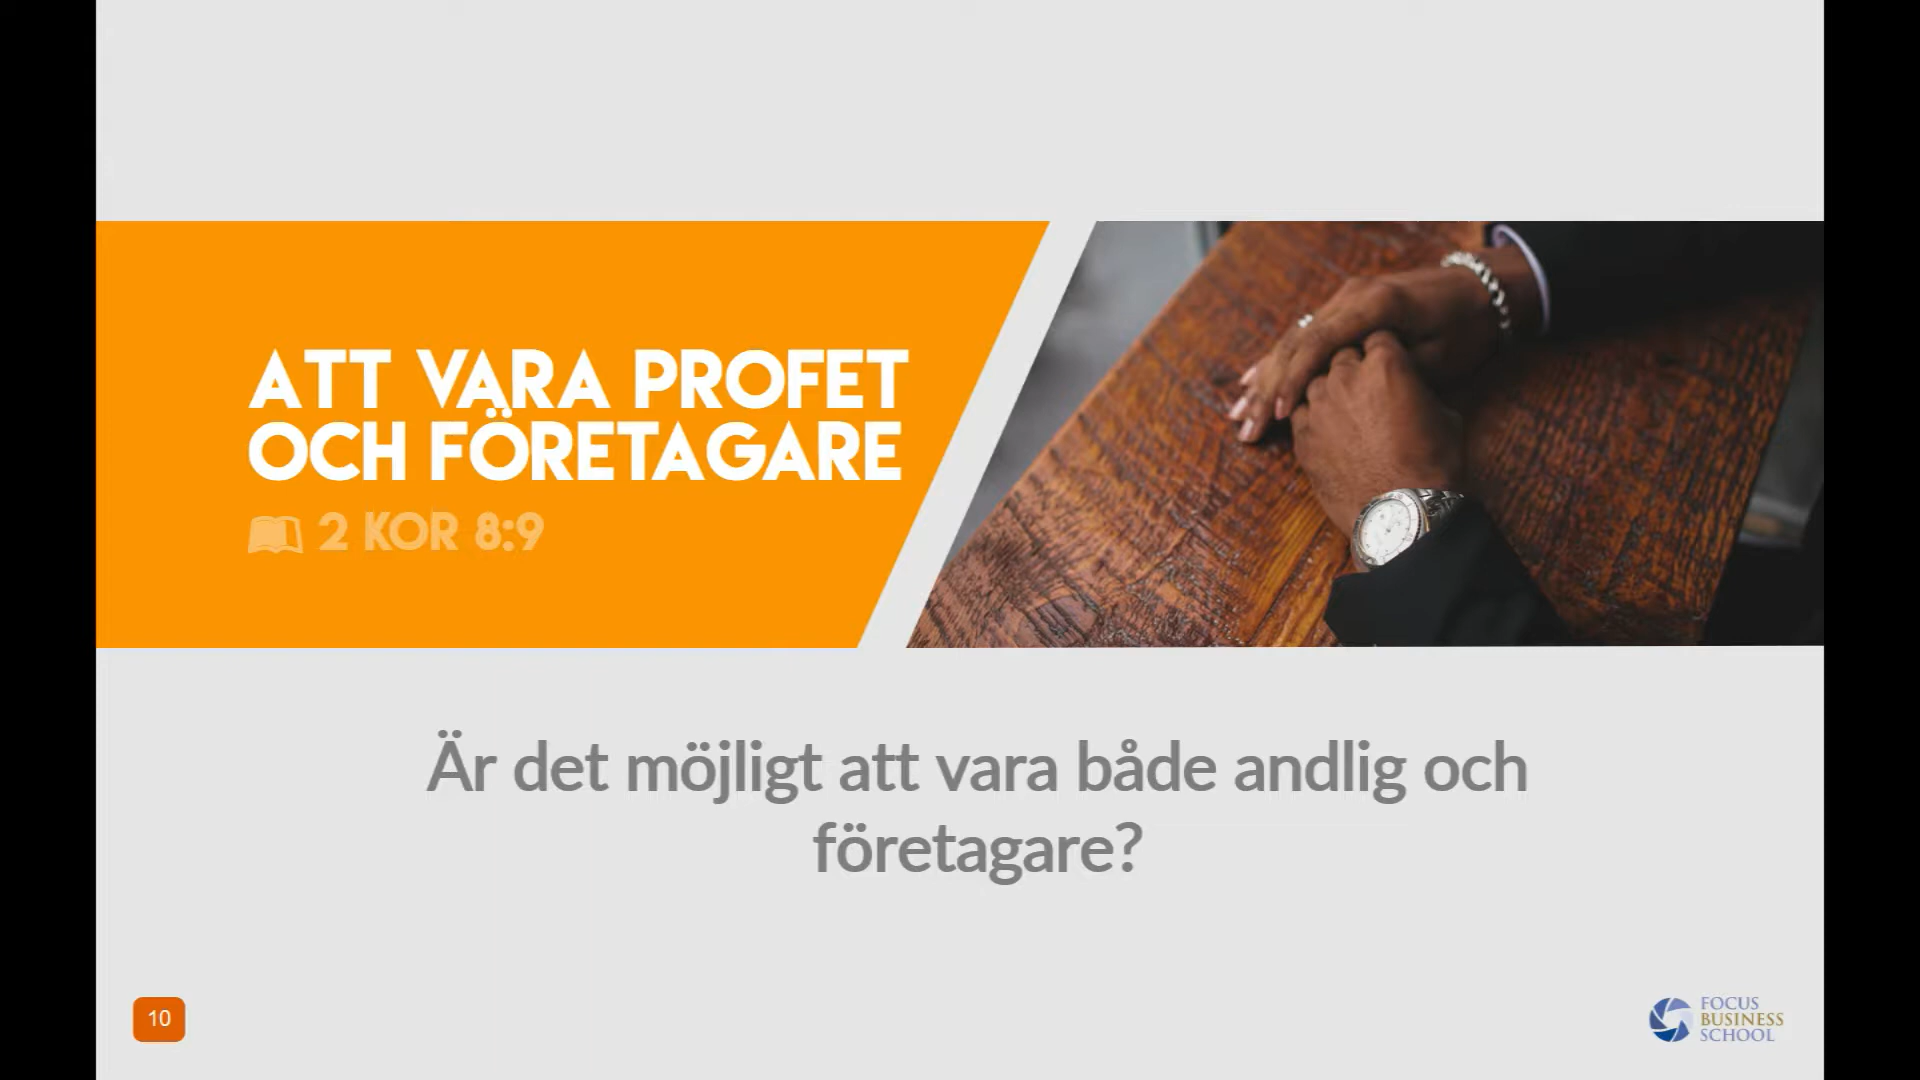 ATT VARA PROFET
OCH FÖRETAGARE
2 KOR 8:9
Är det möjligt att vara både andlig och
företagare?
10
FOCUS
BUSINESS
SCHOOL